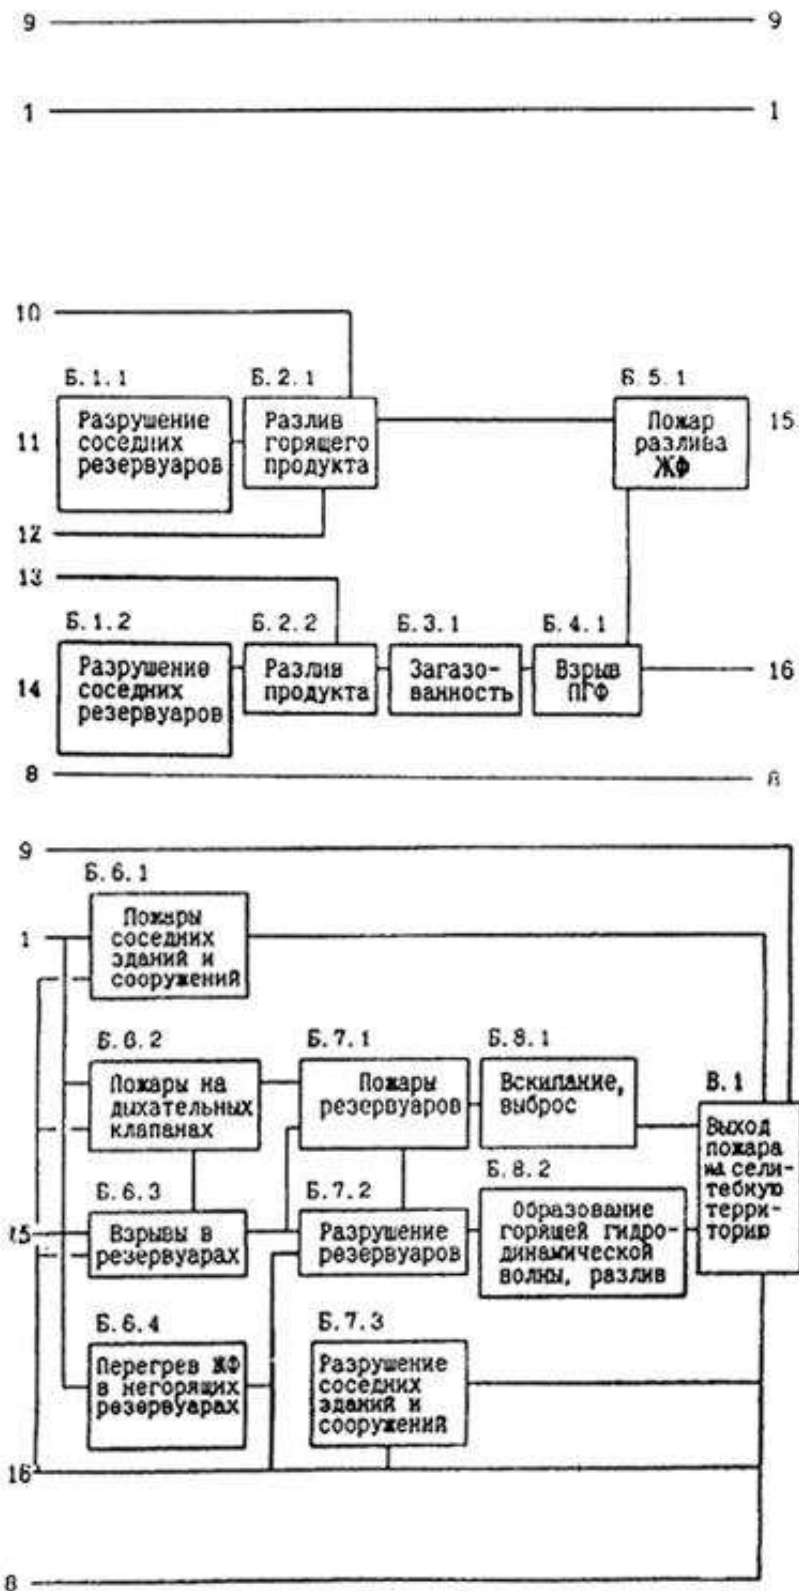 9 9
1 1
10
Б.1.1 Б.2.1 Б.5.1
11
Разрушение
соседних
резервуаров
Разлив
горящего
продукта
Пожар
разлива
ЖФ
15
12
13
Б.1.2 Б.2.2 Б.3.1 Б.4.1
14
Разрушение
соседних
резервуаров
Разлив
продукта
Загазо-
ванность
Взрыв
ПГФ
16
8 8
9
Б.6.1
1
Пожары
соседних
зданий и
сооружений
Б.6.2 Б.7.1 Б.8.1
Пожары на
дыхательных
клапанах
Пожары
резервуаров
Вскипание,
выброс
В.1
Выход
пожара
на сели-
тебную
терри-
торию
Б.6.3 Б.7.2 Б.8.2
15
Взрывы в
резервуарах
Разрушение
резервуаров
Образование
горящей гидро-
динамической
волны, разлив
Б.6.4 Б.7.3
Перегрев ЖФ
в негорящих
резервуарах
Разрушение
соседних
зданий и
сооружений
16
8